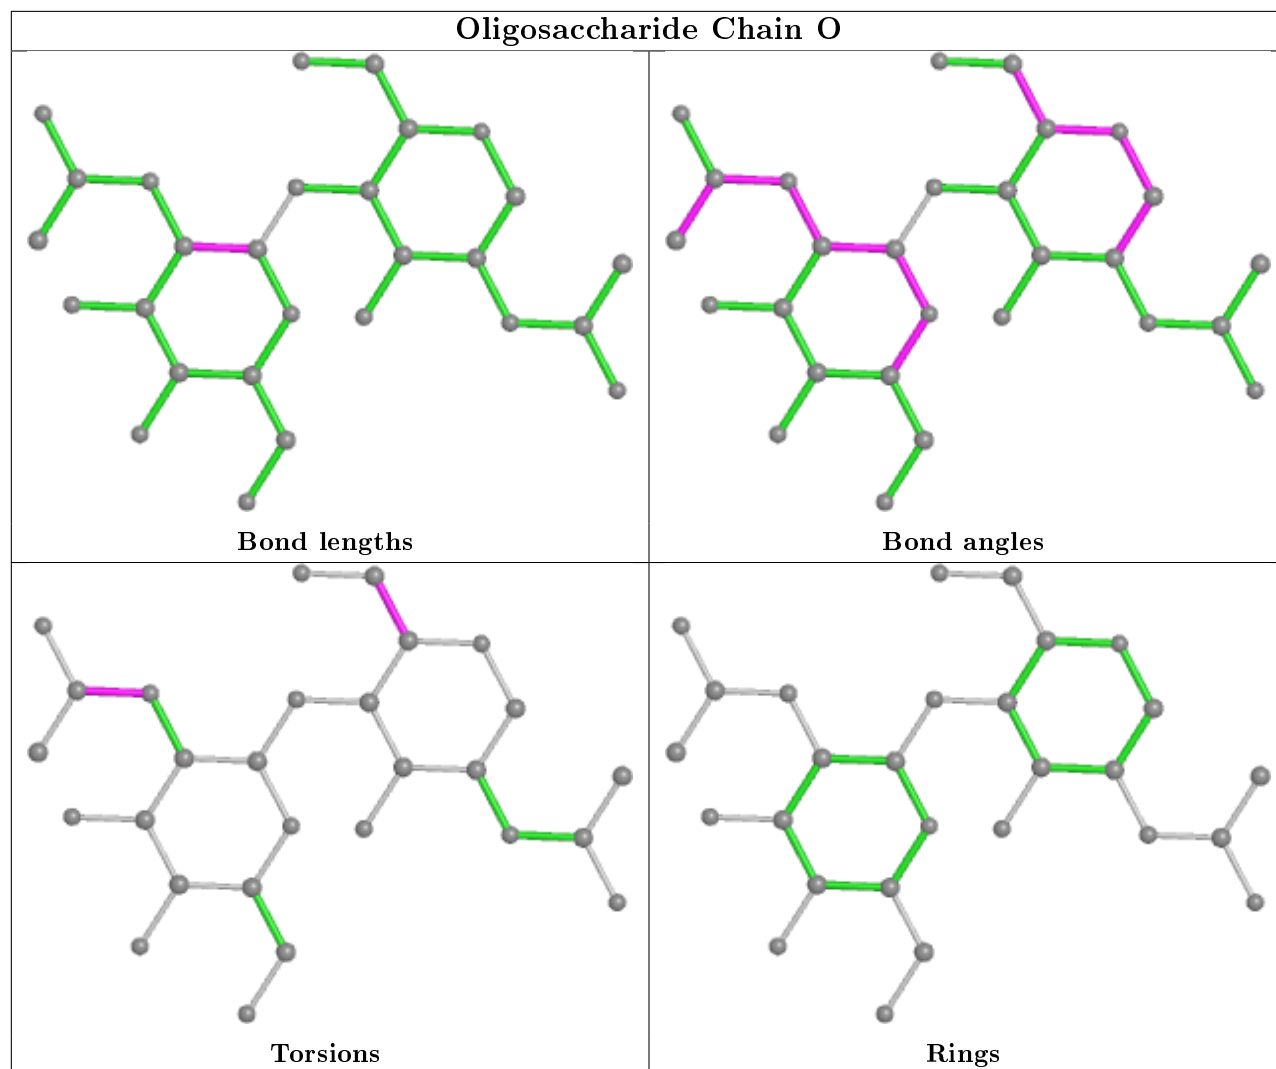 Oligosaccharide Chain O
Bond lengths
Bond angles
Torsions
Rings